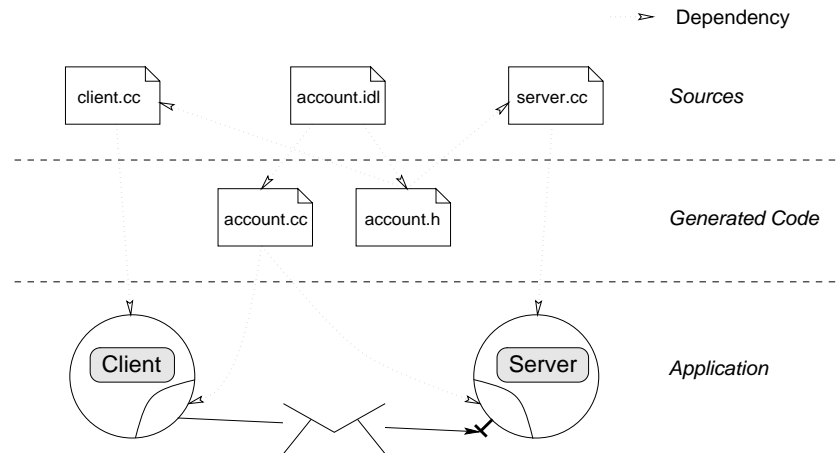 Dependency
client.cc
account.idl
server.cc
Sources
account.cc
account.h
Generated Code
Client
Server
Application